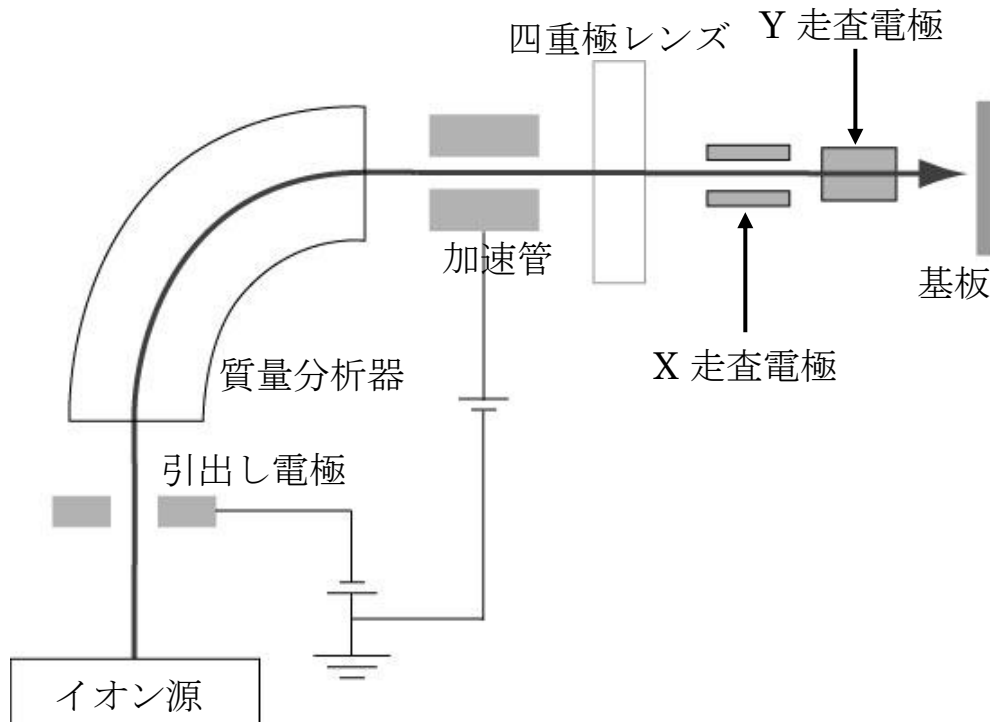 Y 走査電極
四重極レンズ
加速管
基板
X 走査電極
質量分析器
引出し電極
イオン源